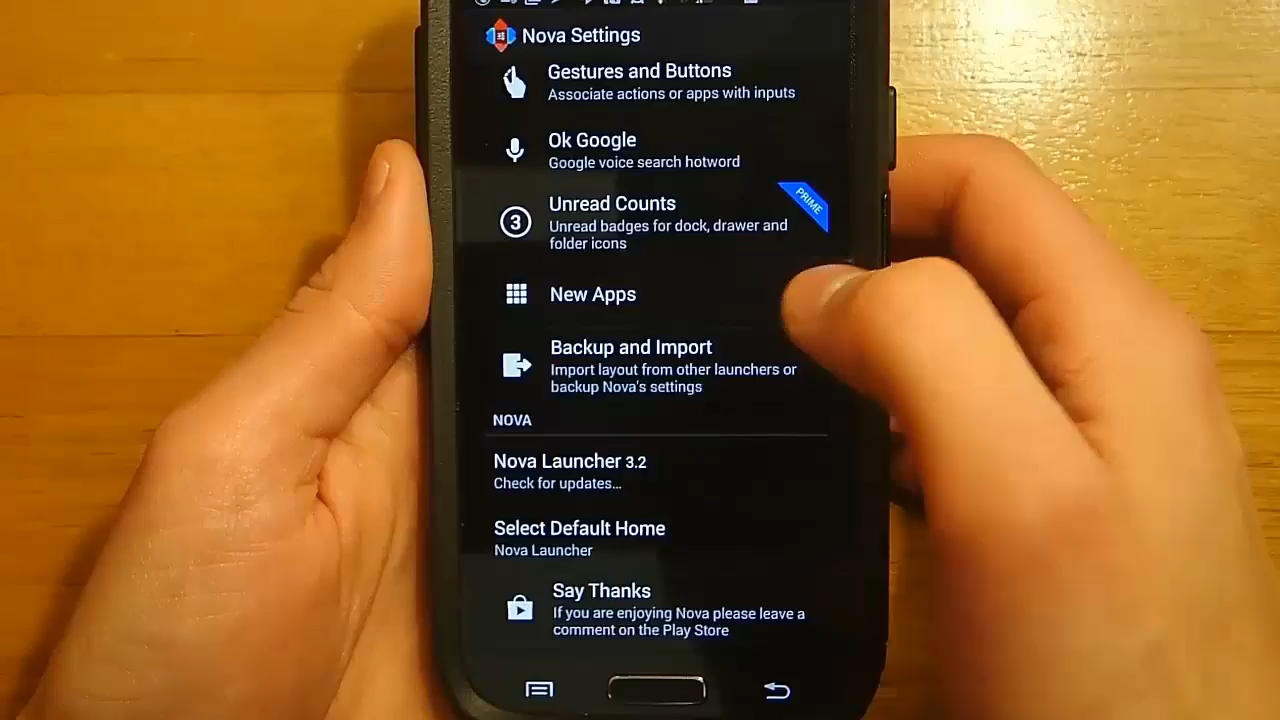 Nova Settings
Gestures and Buttons
Associate actions or apps with inputs
Ok Google
Google voice search hotword
PRIME
Unread Counts
3
Unread badges for dock, drawer and
folder icons
New Apps
Backup and Import
Import layout from other launchers or
backup Nova's settings
NOVA
Nova Launcher 3.2
Check for updates...
Select Default Home
Nova Launcher
Say Thanks
If you are enjoying Nova please leave a
comment on the Play Store